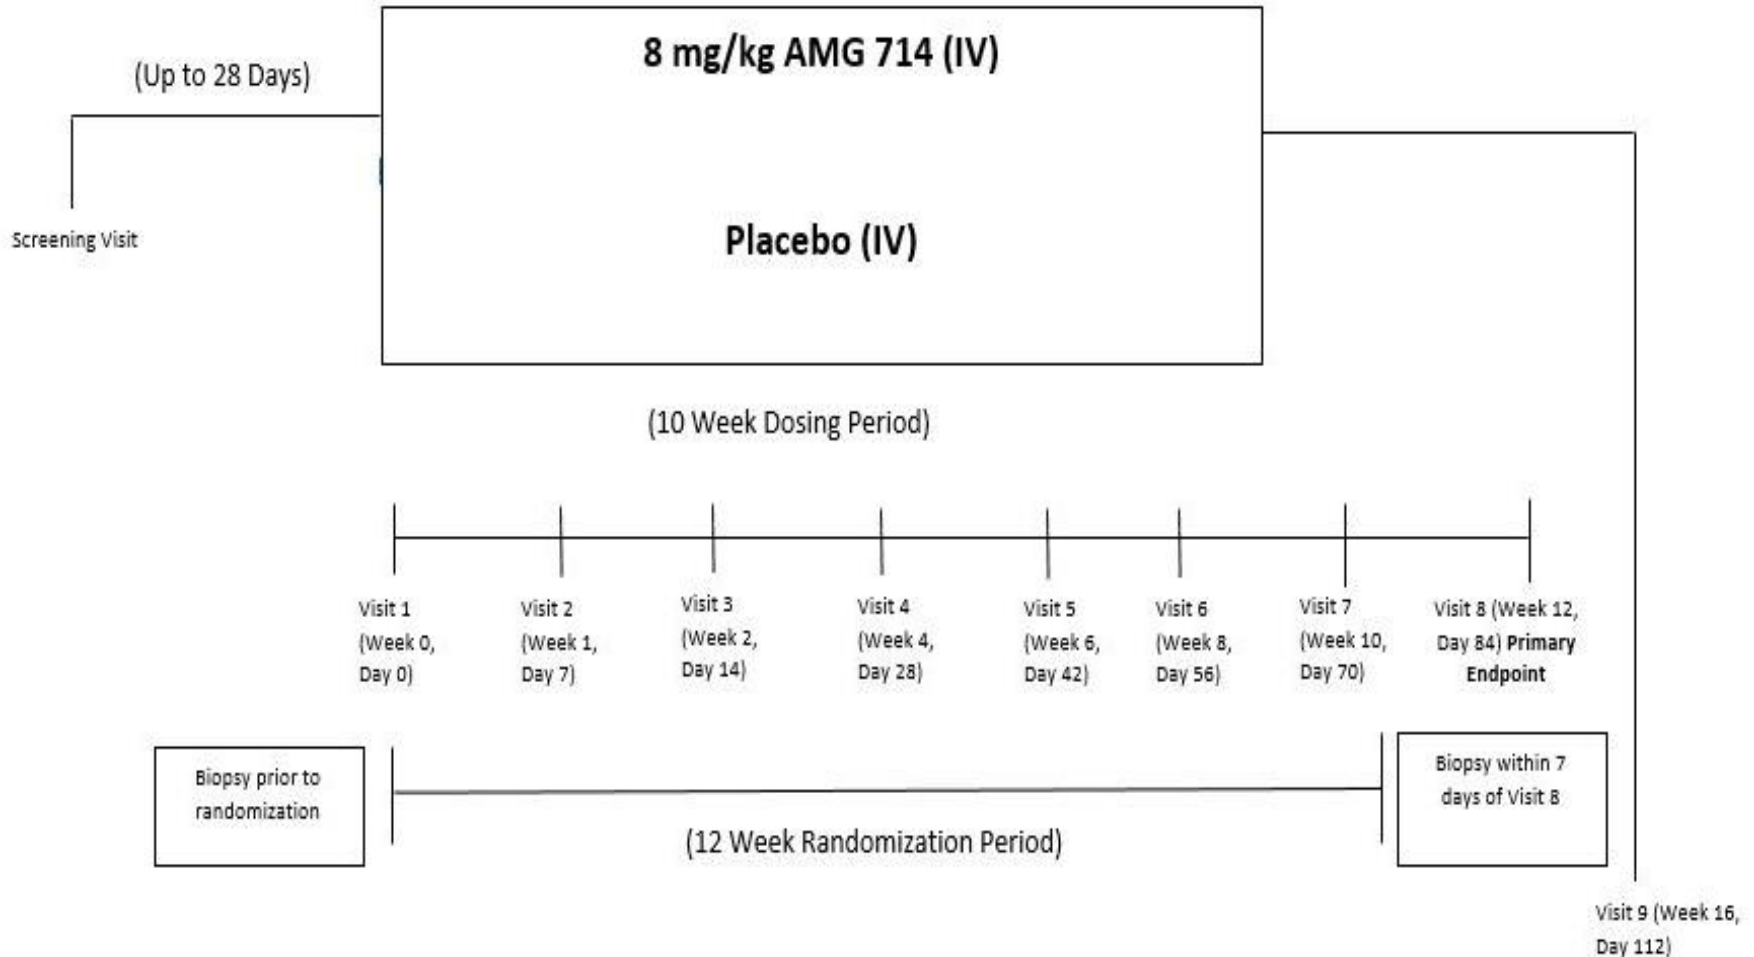 8 mg/kg AMG 714 (IV)
(Up to 28 Days)
Screening Visit
Placebo (IV)
(10 Week Dosing Period)
Visit 1
(Week 0,
Day 0)
Visit 2
(Week 1,
Day 7)
Visit 3
(Week 2,
Day 14)
Visit 4
(Week 4,
Day 28)
Visit 5
(Week 6,
Day 42)
Visit 6
(Week 8,
Day 56)
Visit 7
(Week 10,
Day 70)
Visit 8 (Week 12,
Day 84) Primary
Endpoint
Biopsy prior to
randomization
(12 Week Randomization Period)
Biopsy within 7
days of Visit 8
Visit 9 (Week 16,
Day 112)